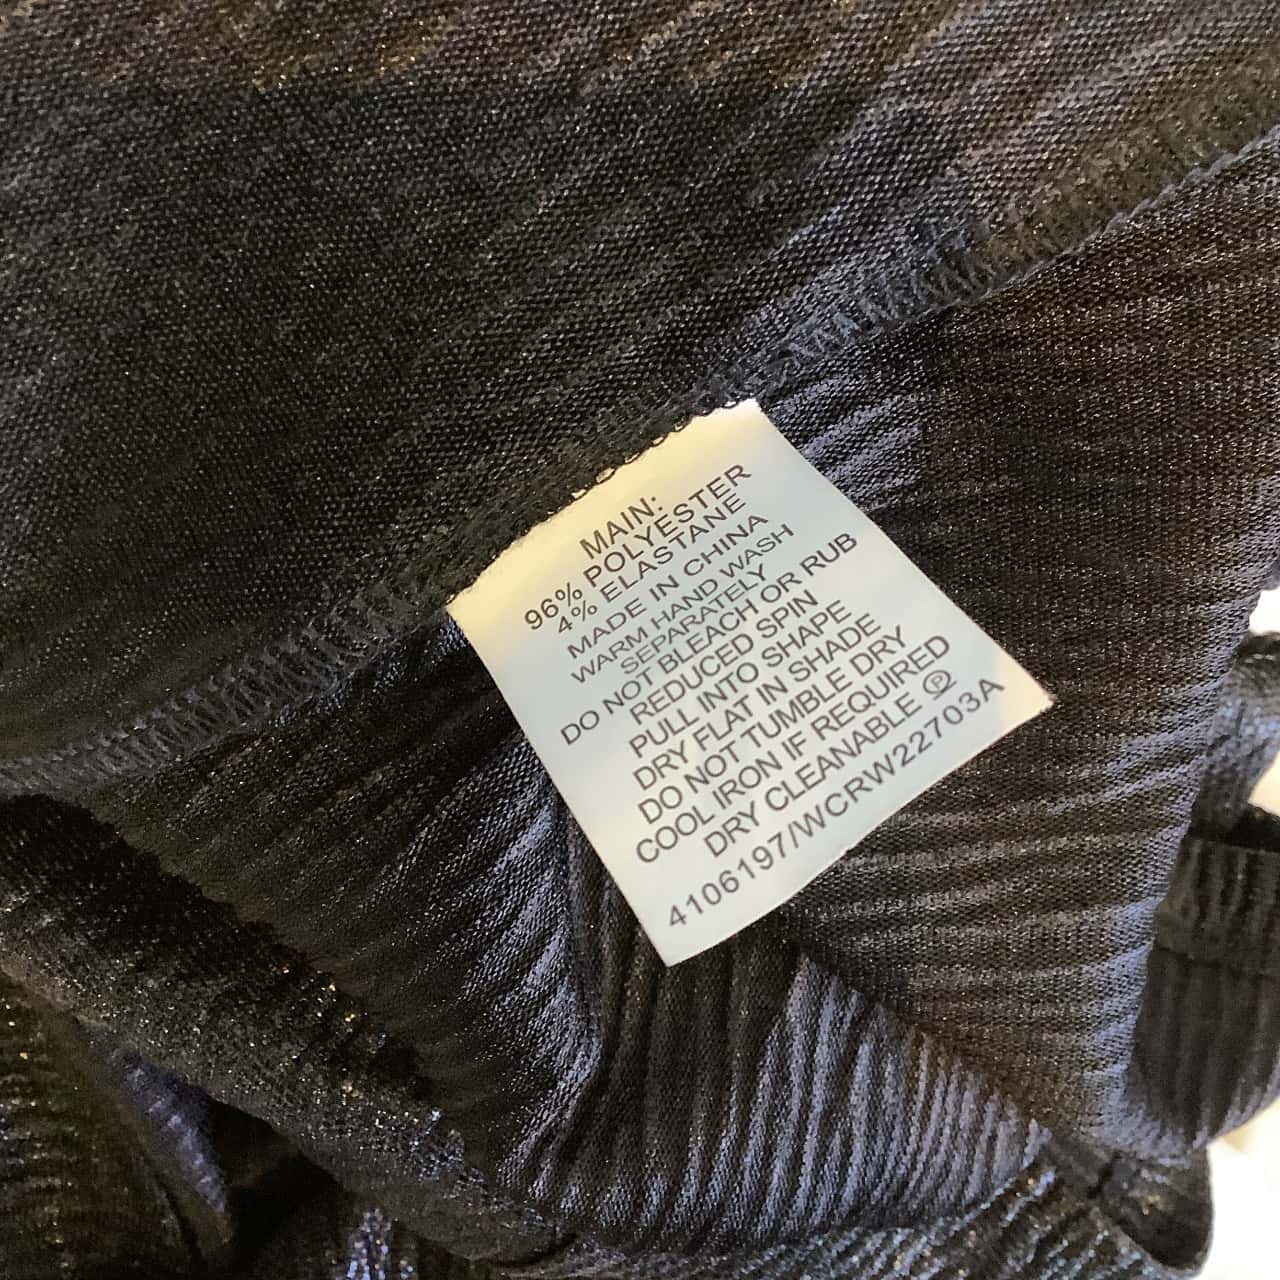 MAIN:
96% POLYESTER
4% ELASTANE
MADE IN CHINA
WARM HAND WASH
SEPARATELY
DO NOT BLEACH OR RUB
REDUCED SPIN
PULL INTO SHAPE
DRY FLAT IN SHADE
DO NOT TUMBLE DRY
COOL IRON IF REQUIRED
DRY CLEANABLE Ⓟ
4106197/WCRW22703A